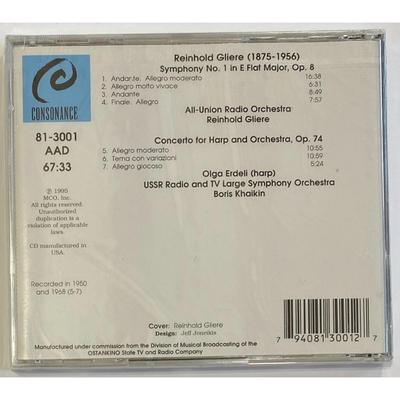 Reinhold Gliere (1875-1956)
Symphony No. 1 in E Flat Major, Op. 8
1 Andante. Allegro moderato 16:38
2 Allegro molto vivace 6:31
3 Andante 8:49
4 Finale. Allegro 7:57
All-Union Radio Orchestra
Reinhold Gliere
CONSONANCE
81-3001
AAD
67:33
Concerto for Harp and Orchestra, Op. 74
5 Allegro moderato 10:55
6 Tema con variazioni 10:59
7 Allegro giocoso 5:24
Olga Erdeli (harp)
USSR Radio and TV Large Symphony Orchestra
Boris Khaikin
℗ 1995
MCO, Inc.
All rights reserved.
Unauthorized
duplication is a
violation of applicable
laws.
CD manufactured in
USA.
Recorded in 1950
and 1968 (5-7)
Cover: Reinhold Gliere
Design: Jeff Joneikis
Manufactured under commission from the Division of Musical Broadcasting of the
OSTANKINO State TV and Radio Company
7 94081 30012 7